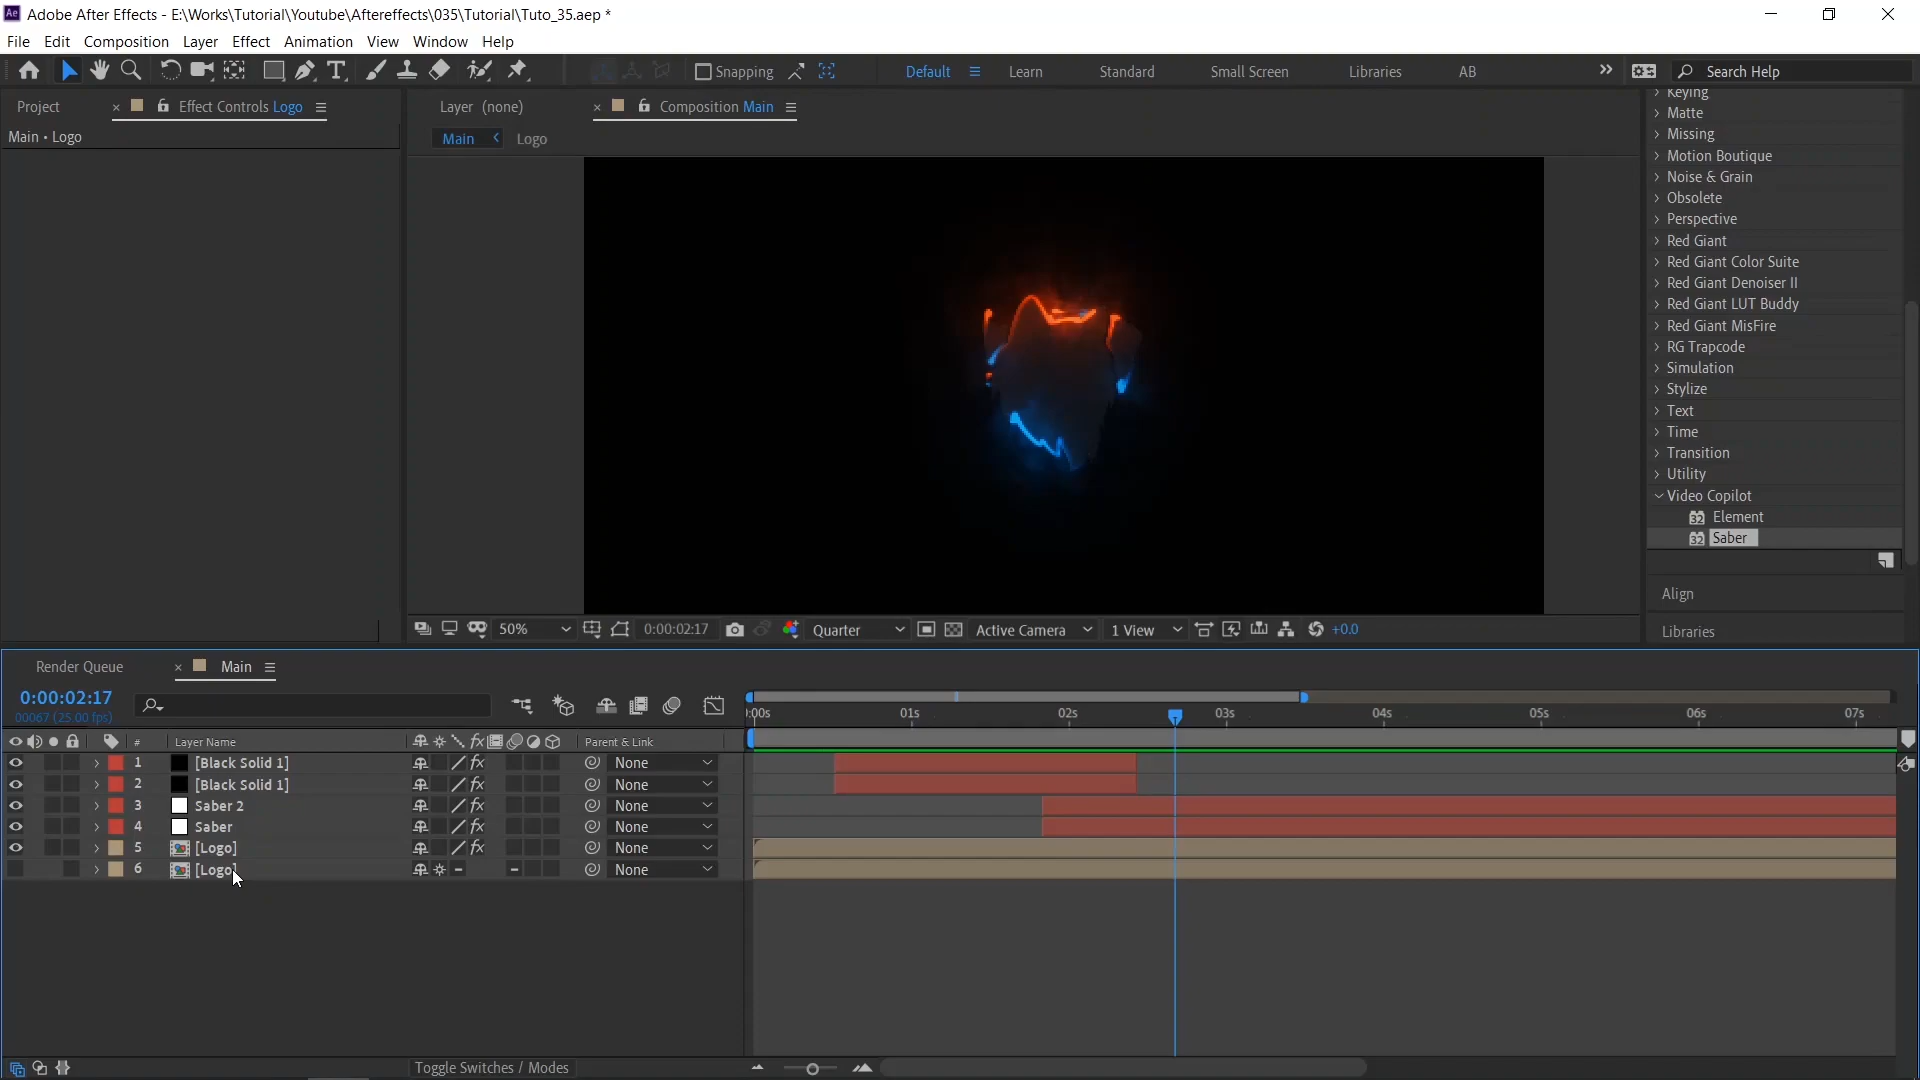 Adobe After Effects - E:\Works\Tutorial\Youtube\Aftereffects\035\Tutorial\Tuto_35.aep *
File Edit Composition Layer Effect Animation View Window Help
Snapping Default Learn Standard Small Screen Libraries AB Search Help
Project Effect Controls Logo Layer (none) Composition Main
Main • Logo
Main Logo
Keying
Matte
Missing
Motion Boutique
Noise & Grain
Obsolete
Perspective
Red Giant
Red Giant Color Suite
Red Giant Denoiser II
Red Giant LUT Buddy
Red Giant MisFire
RG Trapcode
Simulation
Stylize
Text
Time
Transition
Utility
Video Copilot
Element
Saber
Align
Libraries
50% 0:00:02:17 Quarter Active Camera 1 View +0.0
Render Queue Main
0:00:02:17
00067 (25.00 fps)
:00s 01s 02s 03s 04s 05s 06s 07s
# Layer Name Parent & Link
1 [Black Solid 1] None
2 [Black Solid 1] None
3 Saber 2 None
4 Saber None
5 [Logo] None
6 [Logo] None
Toggle Switches / Modes